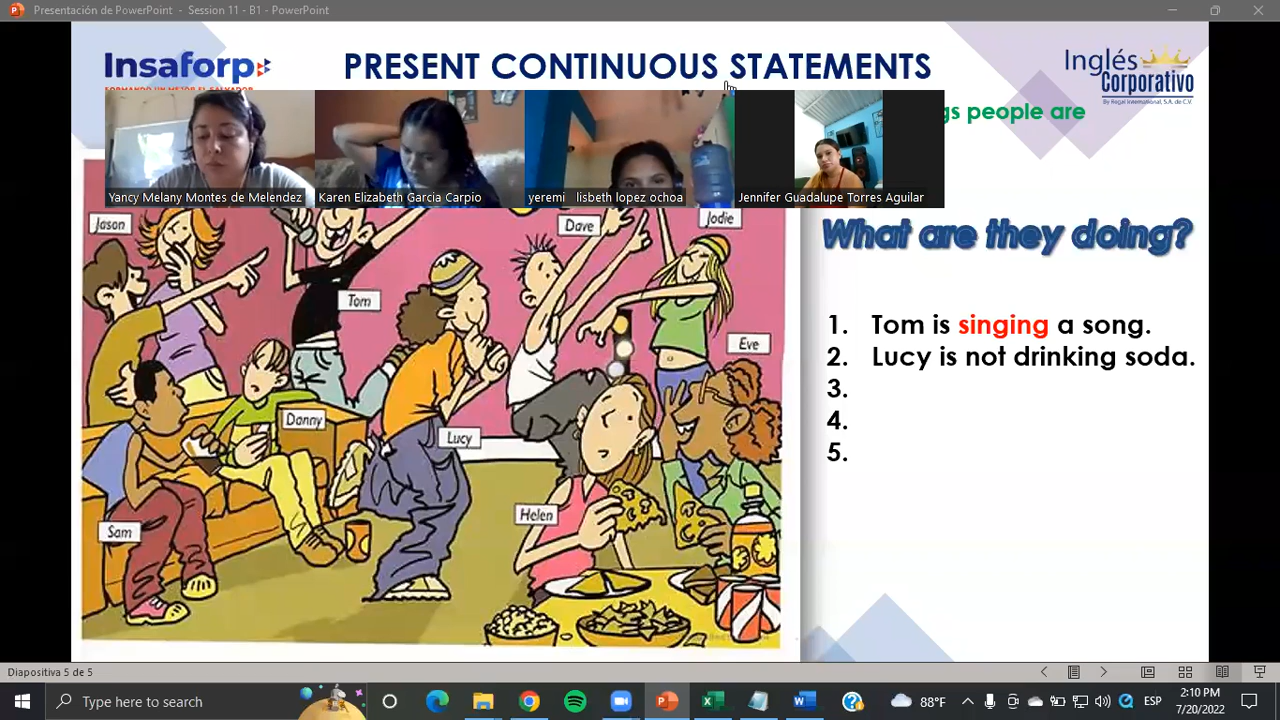 Presentación de PowerPoint - Session 11 - B1 - PowerPoint
Insaforp
PRESENT CONTINUOUS STATEMENTS
Inglés
Corporativo
By Regal International, S.A. de C.V.
gs people are
Yancy Melany Montes de Melendez
Karen Elizabeth Garcia Carpio
yeremi lisbeth lopez ochoa
Jennifer Guadalupe Torres Aguilar
Jason
Dave
Jodie
What are they doing?
Tom
Eve
1. Tom is singing a song.
2. Lucy is not drinking soda.
3.
4.
5.
Danny
Lucy
Helen
Sam
Diapositiva 5 de 5
Type here to search
88°F
ESP
2:10 PM
7/20/2022